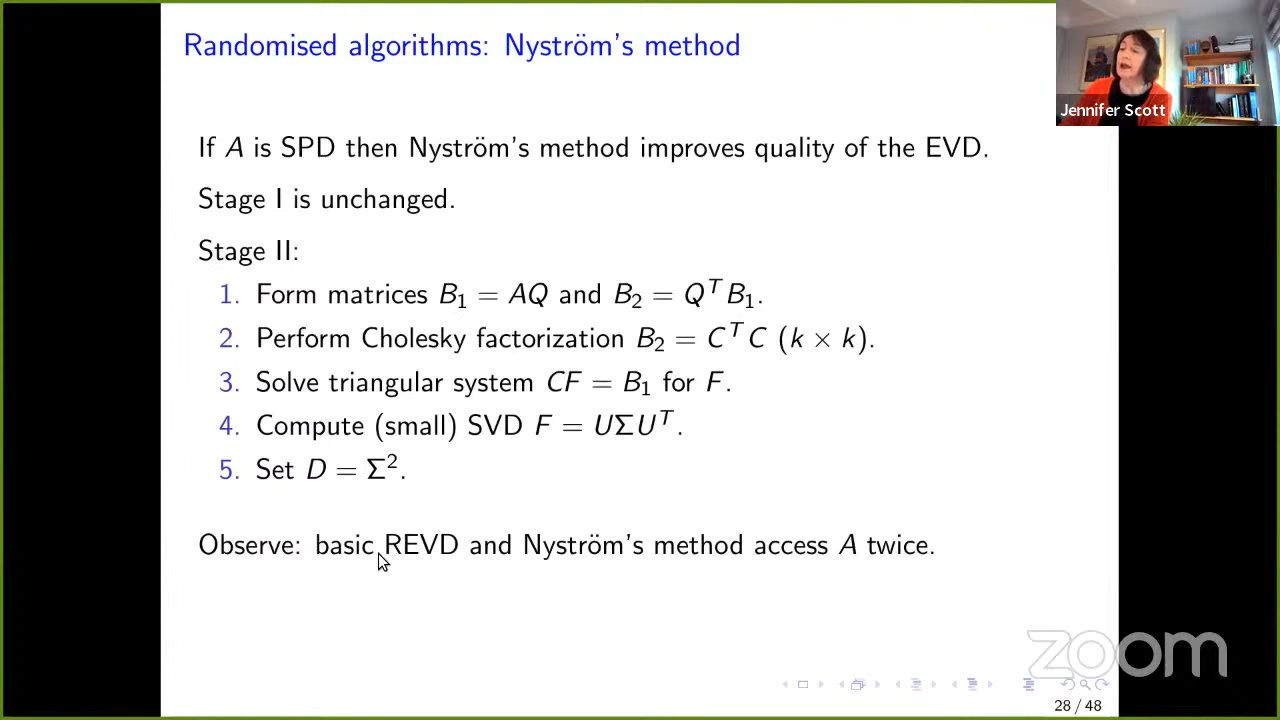 Randomised algorithms: Nyström's method
Jennifer Scott
If A is SPD then Nyström's method improves quality of the EVD.
Stage I is unchanged.
Stage II:
1. Form matrices B₁ = AQ and B₂ = QᵀB₁.
2. Perform Cholesky factorization B₂ = CᵀC (k × k).
3. Solve triangular system CF = B₁ for F.
4. Compute (small) SVD F = UΣUᵀ.
5. Set D = Σ².
Observe: basic REVD and Nyström's method access A twice.
zoom
28 / 48